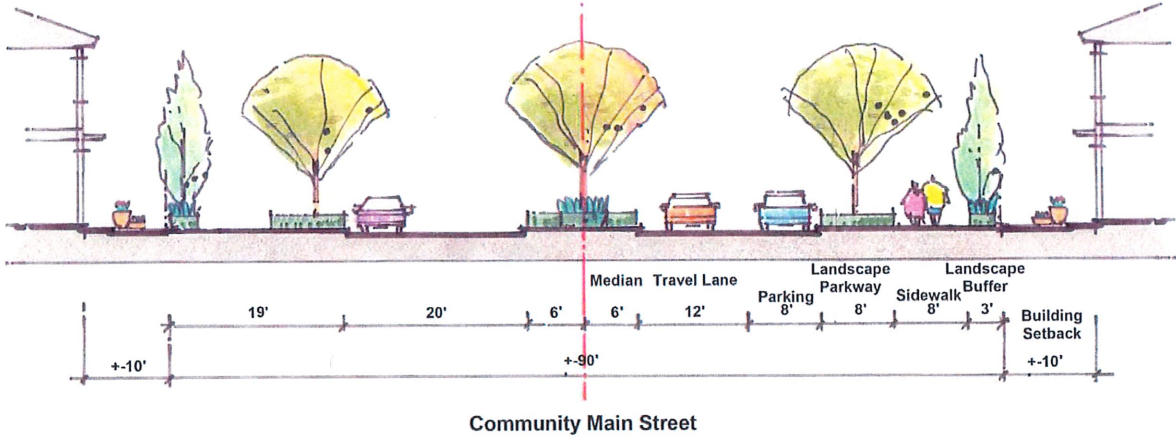 Median Travel Lane
Parking
Landscape
Parkway
Sidewalk
Landscape
Buffer
Building
Setback
19' 20' 6' 6' 12' 8' 8' 8' 3'
+-10' +-90' +-10'
Community Main Street